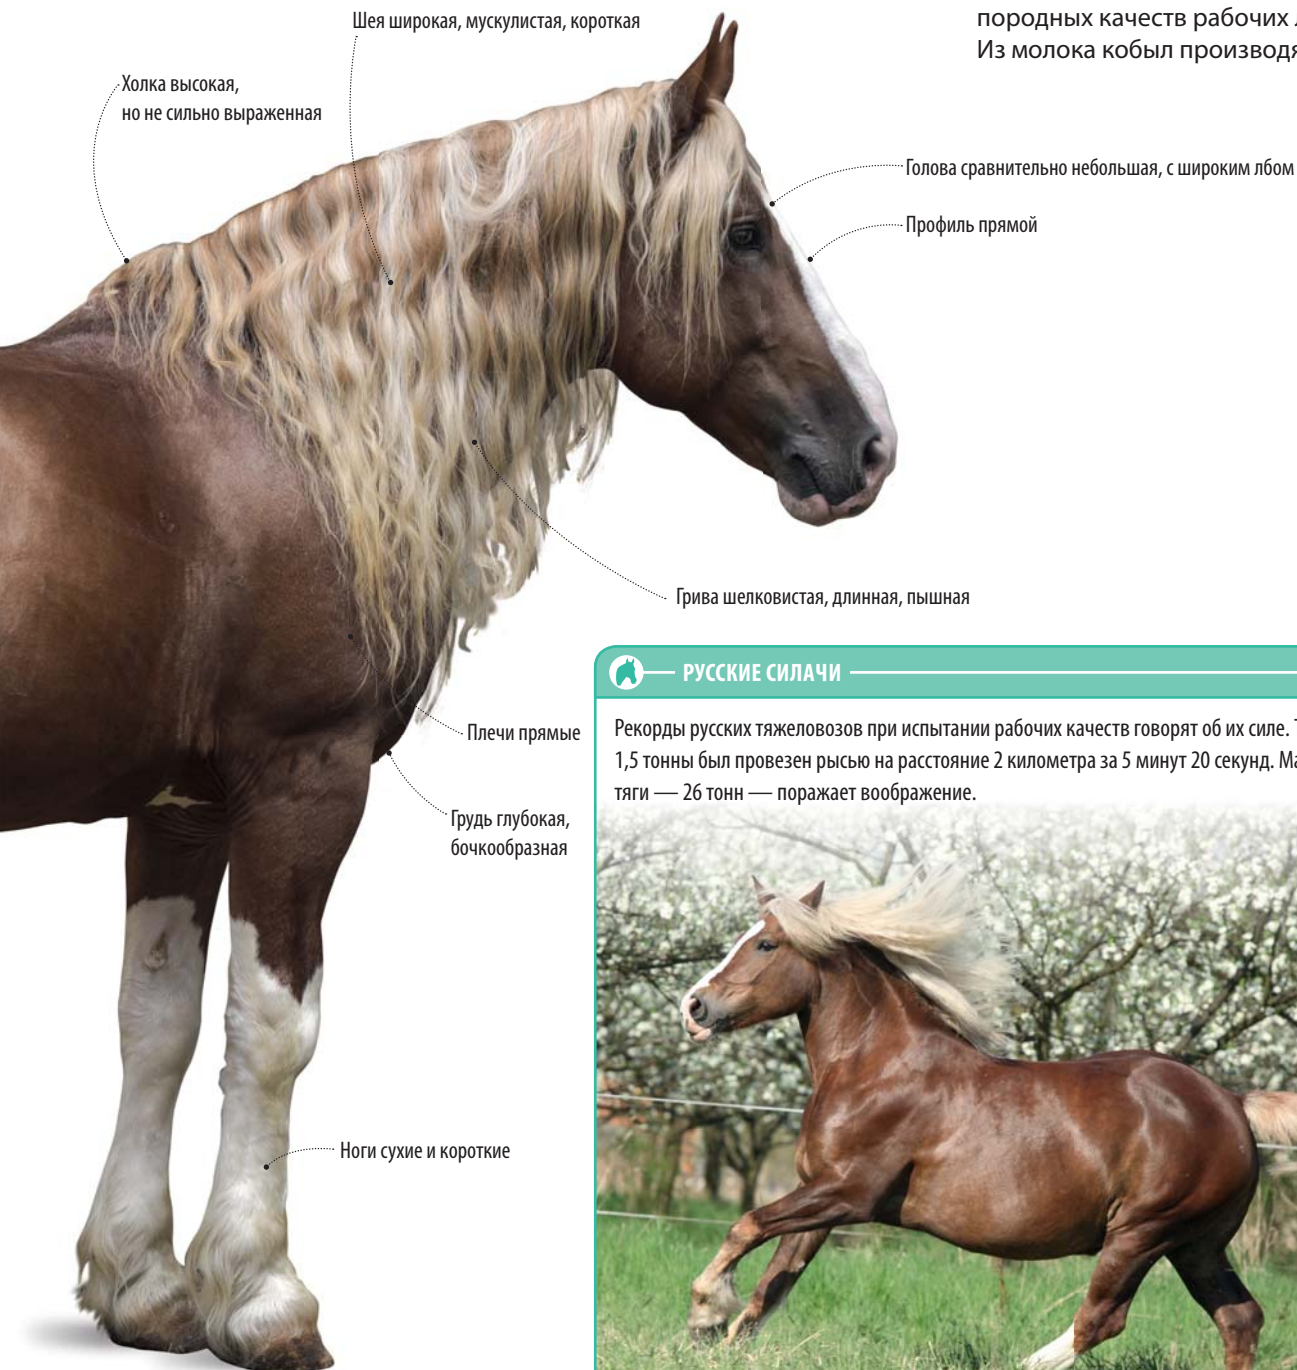 породных качеств рабочих
Из молока кобыл
Шея широкая, мускулистая, короткая
Холка высокая,
но не сильно выраженная
Голова сравнительно небольшая, с широким лбом
Профиль прямой
Грива шелковистая, длинная, пышная
Плечи прямые
Грудь глубокая,
бочкообразная
Ноги сухие и короткие
РУССКИЕ СИЛАЧИ
Рекорды русских тяжеловозов при испытании рабочих качеств говорят об их силе.
1,5 тонны был провезен рысью на расстояние 2 километра за 5 минут 20 секунд.
тяги — 26 тонн — поражает воображение.